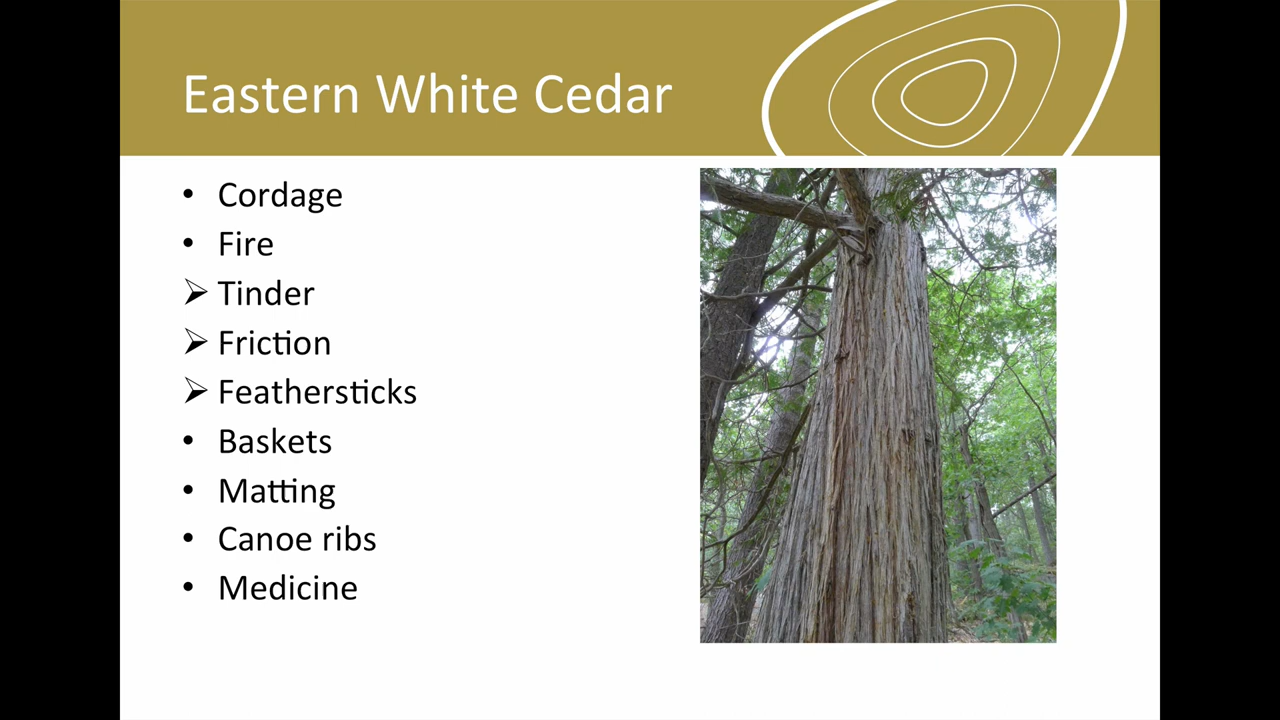 Eastern White Cedar
• Cordage
• Fire
➢ Tinder
➢ Friction
➢ Feathersticks
• Baskets
• Matting
• Canoe ribs
• Medicine